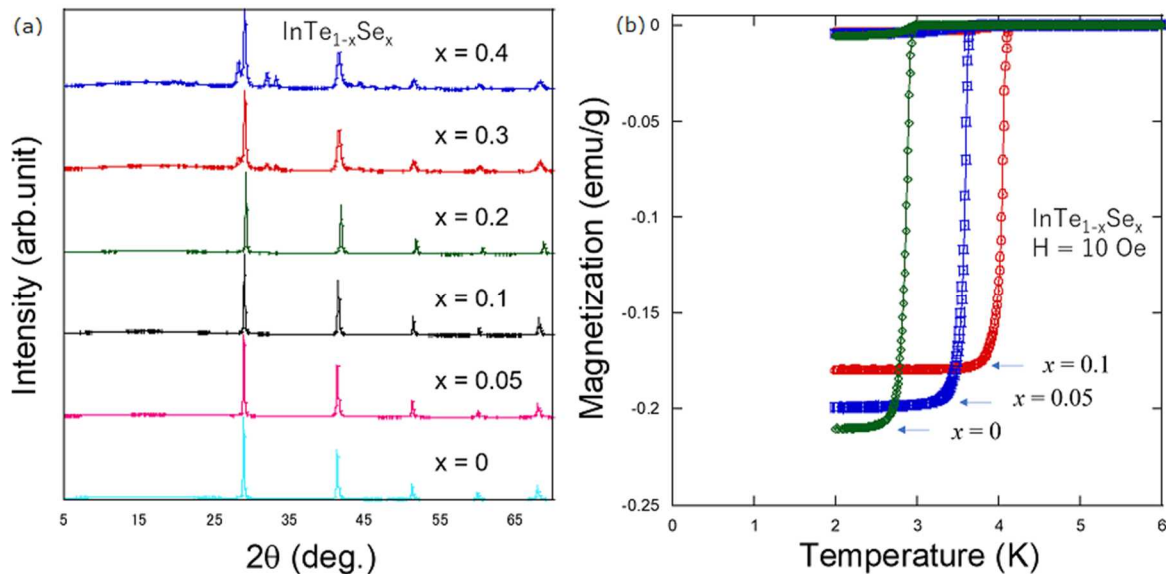 (a)
InTe₁₋ₓSeₓ
x = 0.4
x = 0.3
x = 0.2
x = 0.1
x = 0.05
x = 0
Intensity (arb.unit)
5 15 25 35 45 55 65
2θ (deg.)
(b)
0
-0.05
-0.1
-0.15
-0.2
-0.25
Magnetization (emu/g)
InTe₁₋ₓSeₓ
H = 10 Oe
x = 0.1
x = 0.05
x = 0
0 1 2 3 4 5 6
Temperature (K)